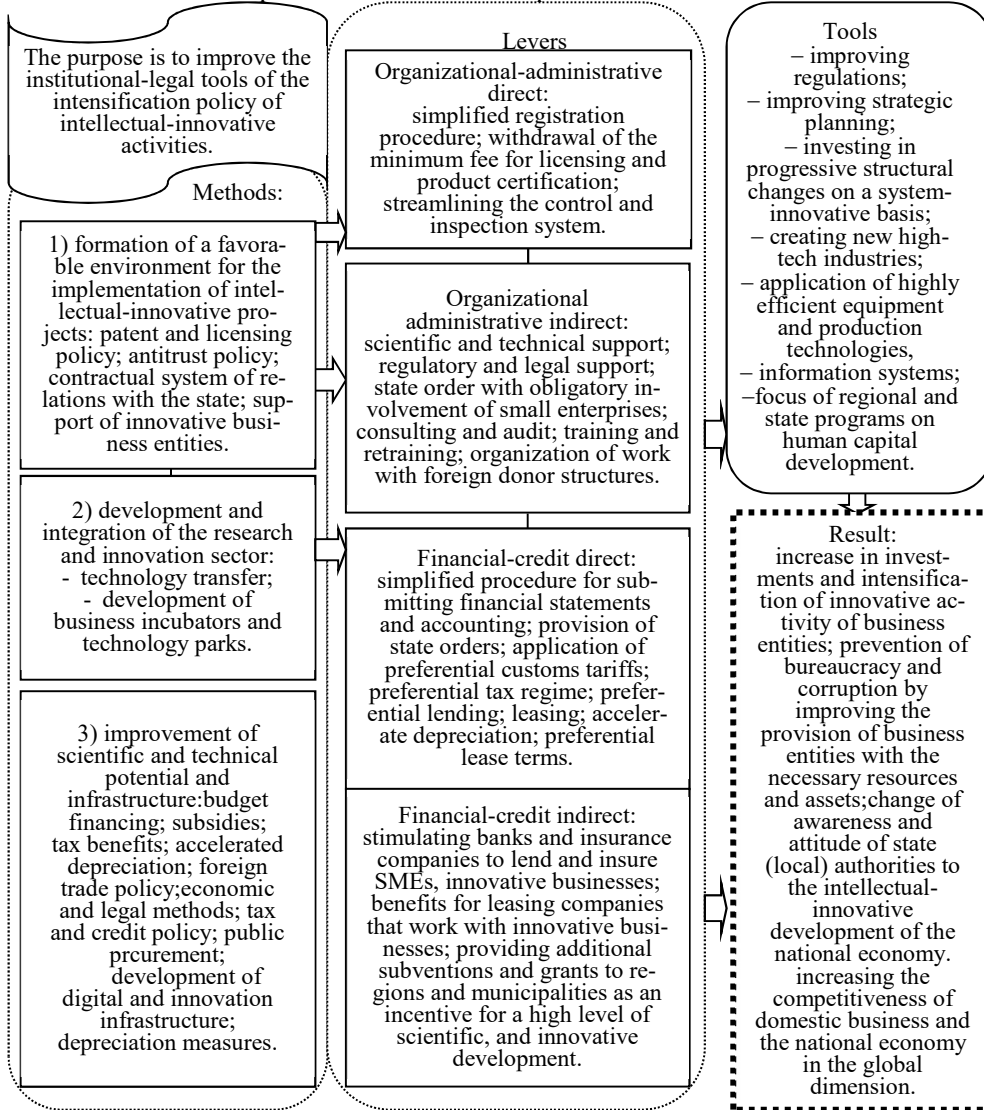 The purpose is to improve the
institutional-legal tools of the
intensification policy of
intellectual-innovative
activities.
Methods:
1) formation of a favora-
ble environment for the
implementation of intel-
lectual-innovative pro-
jects: patent and licensing
policy; antitrust policy;
contractual system of re-
lations with the state; sup-
port of innovative busi-
ness entities.
2) development and
integration of the research
and innovation sector:
- technology transfer;
- development of
business incubators and
technology parks.
3) improvement of
scientific and technical
potential and
infrastructure:budget
financing; subsidies;
tax benefits; accelerated
depreciation; foreign
trade policy;economic
and legal methods; tax
and credit policy; public
prcurement;
development of
digital and innovation
infrastructure;
depreciation measures.
Levers
Organizational-administrative
direct:
simplified registration
procedure; withdrawal of the
minimum fee for licensing and
product certification;
streamlining the control and
inspection system.
Organizational
administrative indirect:
scientific and technical support;
regulatory and legal support;
state order with obligatory in-
volvement of small enterprises;
consulting and audit; training and
retraining; organization of work
with foreign donor structures.
Financial-credit direct:
simplified procedure for sub-
mitting financial statements
and accounting; provision of
state orders; application of
preferential customs tariffs;
preferential tax regime; prefer-
ential lending; leasing; acceler-
ate depreciation; preferential
lease terms.
Financial-credit indirect:
stimulating banks and insurance
companies to lend and insure
SMEs, innovative businesses;
benefits for leasing companies
that work with innovative busi-
nesses; providing additional
subventions and grants to re-
gions and municipalities as an
incentive for a high level of
scientific, and innovative
development.
Tools
– improving
regulations;
– improving strategic
planning;
– investing in
progressive structural
changes on a system-
innovative basis;
– creating new high-
tech industries;
– application of highly
efficient equipment
and production
technologies,
– information systems;
–focus of regional and
state programs on
human capital
development.
Result:
increase in invest-
ments and intensifica-
tion of innovative ac-
tivity of business
entities; prevention of
bureaucracy and
corruption by
improving the
provision of business
entities with the
necessary resources
and assets;change of
awareness and
attitude of state
(local) authorities to
the intellectual-
innovative
development of the
national economy.
increasing the
competitiveness of
domestic business and
the national economy
in the global
dimension.